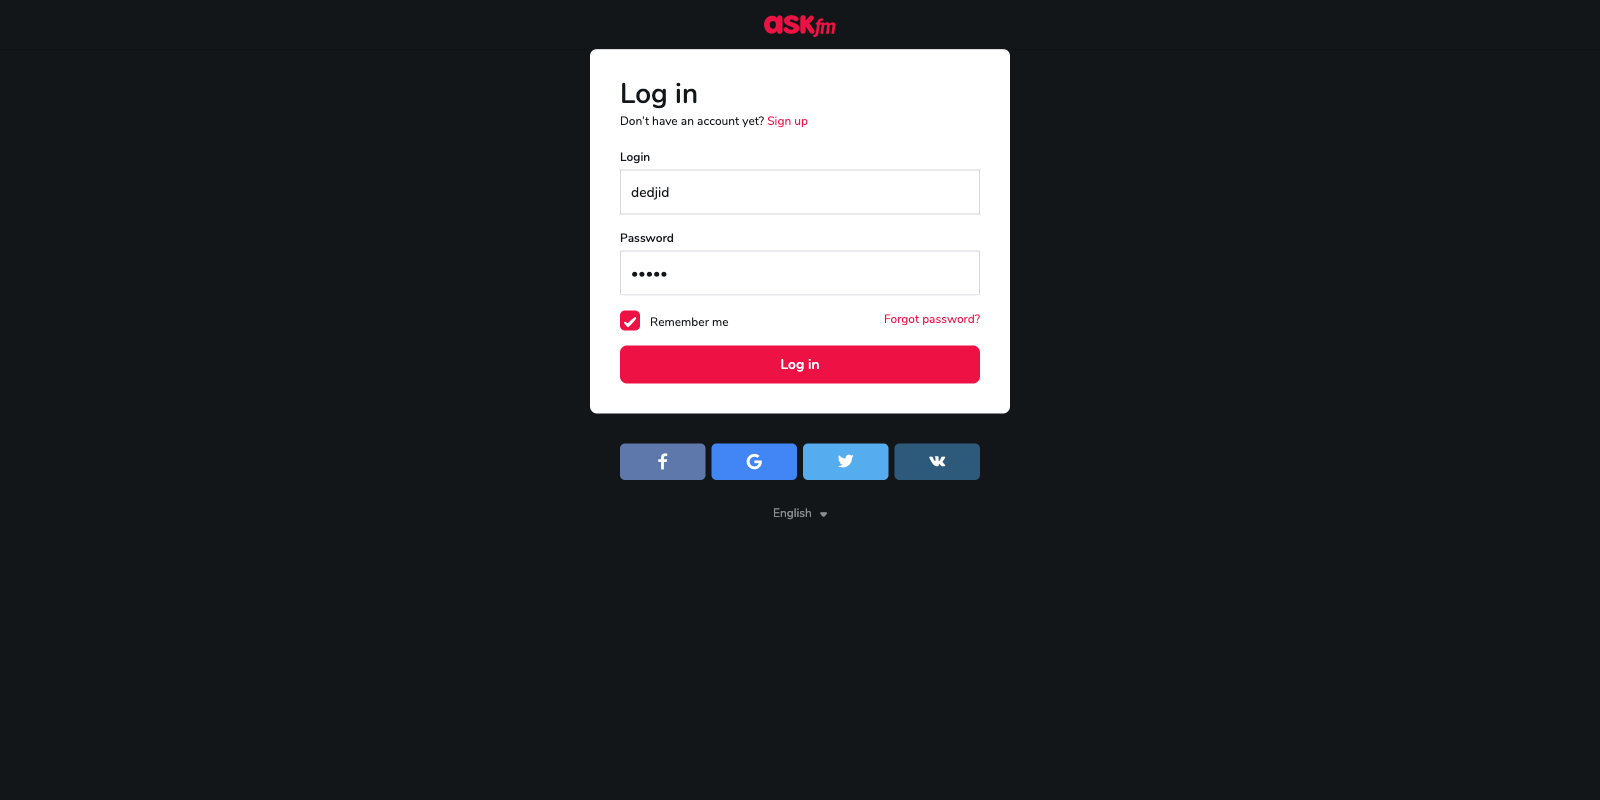 ASKfm
Log in
Don't have an account yet? Sign up
Login
dedjid
Password
•••••
Remember me
Forgot password?
Log in
English